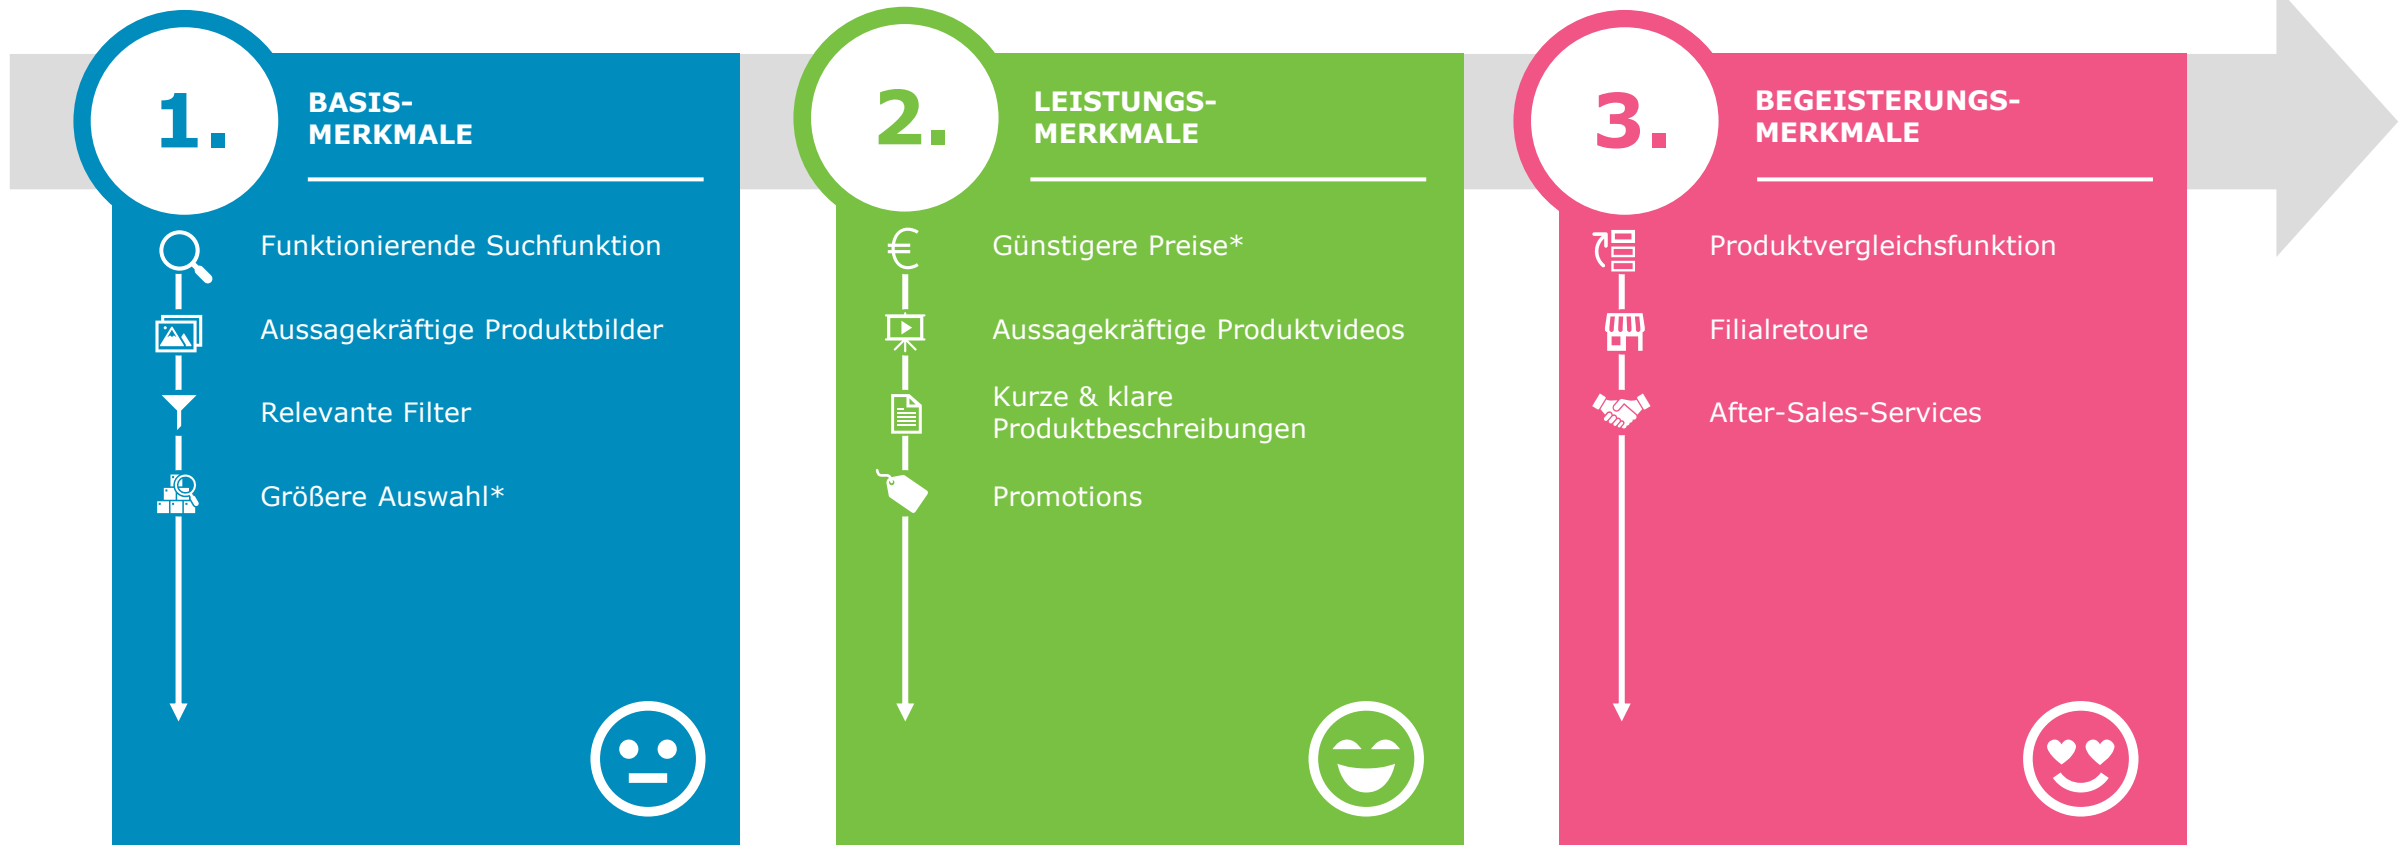 1.
BASIS-
MERKMALE
Funktionierende Suchfunktion
Aussagekräftige Produktbilder
Relevante Filter
Größere Auswahl*
2.
LEISTUNGS-
MERKMALE
€
Günstigere Preise*
Aussagekräftige Produktvideos
Kurze & klare
Produktbeschreibungen
Promotions
3.
BEGEISTERUNGS-
MERKMALE
Produktvergleichsfunktion
Filialretoure
After-Sales-Services